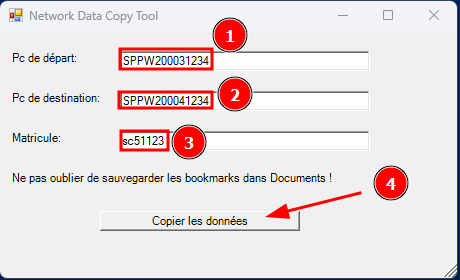 Network Data Copy Tool
1
Pc de départ: SPPW200031234
Pc de destination: SPPW200041234 2
Matricule: sc51123 3
Ne pas oublier de sauvegarder les bookmarks dans Documents !
4
Copier les données